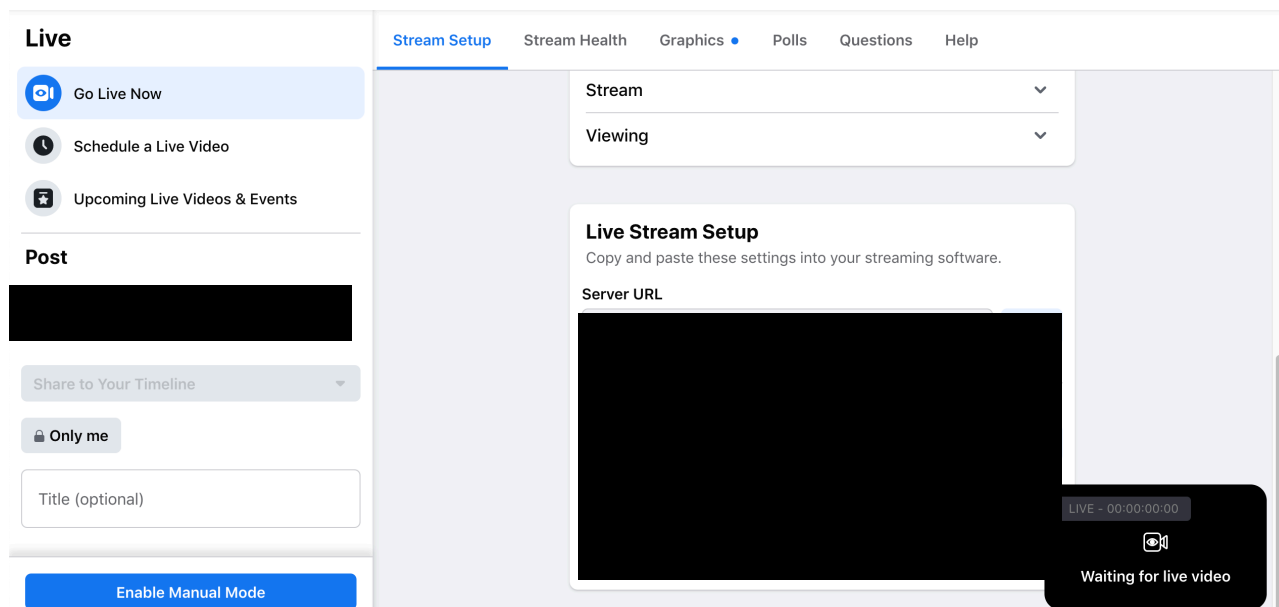 Live
Go Live Now
Schedule a Live Video
Upcoming Live Videos & Events
Post
Share to Your Timeline
Only me
Title (optional)
Enable Manual Mode
Stream Setup Stream Health Graphics Polls Questions Help
Stream
Viewing
Live Stream Setup
Copy and paste these settings into your streaming software.
Server URL
LIVE - 00:00:00:00
Waiting for live video